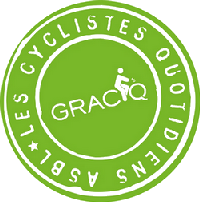 LES CYCLISTES QUOTIDIENS ASBL★
GRACQ